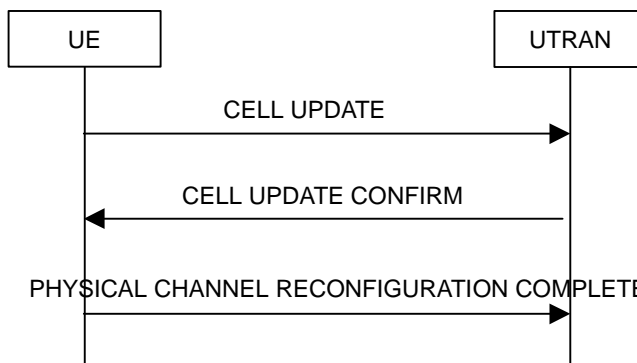 UE
UTRAN
CELL UPDATE
CELL UPDATE CONFIRM
PHYSICAL CHANNEL RECONFIGURATION COMPLETE